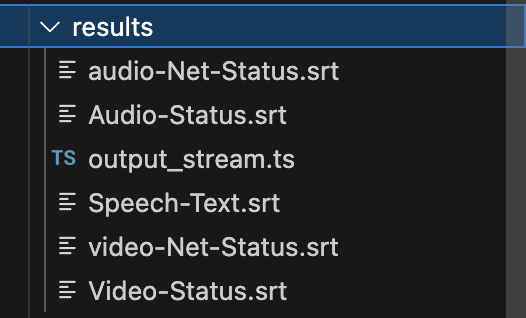 results
audio-Net-Status.srt
Audio-Status.srt
TS output_stream.ts
Speech-Text.srt
video-Net-Status.srt
Video-Status.srt